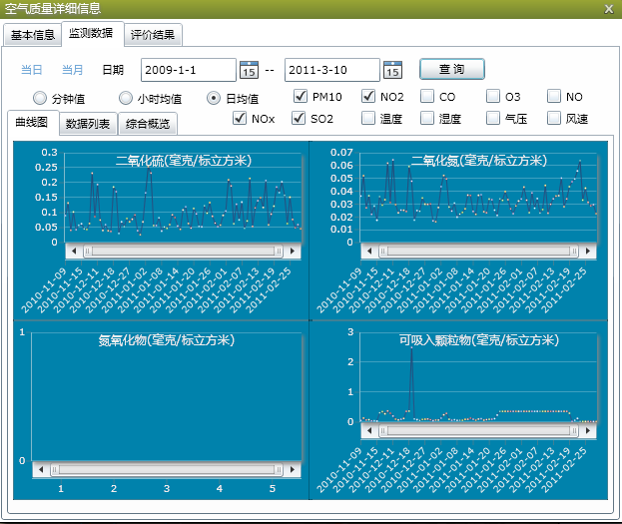 空气质量详细信息
基本信息 监测数据 评价结果
当日 当月 日期 2009-1-1 15 -- 2011-3-10 15 查 询
分钟值 小时均值 日均值 PM10 NO2 CO O3 NO
曲线图 数据列表 综合概览 NOx SO2 温度 湿度 气压 风速
二氧化硫(毫克/标立方米)
0.3
0.25
0.2
0.15
0.1
0.05
0
2010-11-09 2010-11-15 2010-12-11 2010-12-18 2010-12-27 2011-01-02 2011-01-08 2011-01-14 2011-01-20 2011-01-26 2011-02-07 2011-02-13 2011-02-19 2011-02-25
二氧化氮(毫克/标立方米)
0.07
0.06
0.05
0.04
0.03
0.02
0.01
0
2010-11-09 2010-11-15 2010-12-11 2010-12-18 2010-12-27 2011-01-02 2011-01-08 2011-01-14 2011-01-20 2011-01-26 2011-02-07 2011-02-13 2011-02-19 2011-02-25
氮氧化物(毫克/标立方米)
1
0
1 2 3 4 5
可吸入颗粒物(毫克/标立方米)
3
2
1
0
2010-11-09 2010-11-15 2010-12-11 2010-12-18 2010-12-27 2011-01-02 2011-01-08 2011-01-14 2011-01-20 2011-01-26 2011-02-07 2011-02-13 2011-02-19 2011-02-25